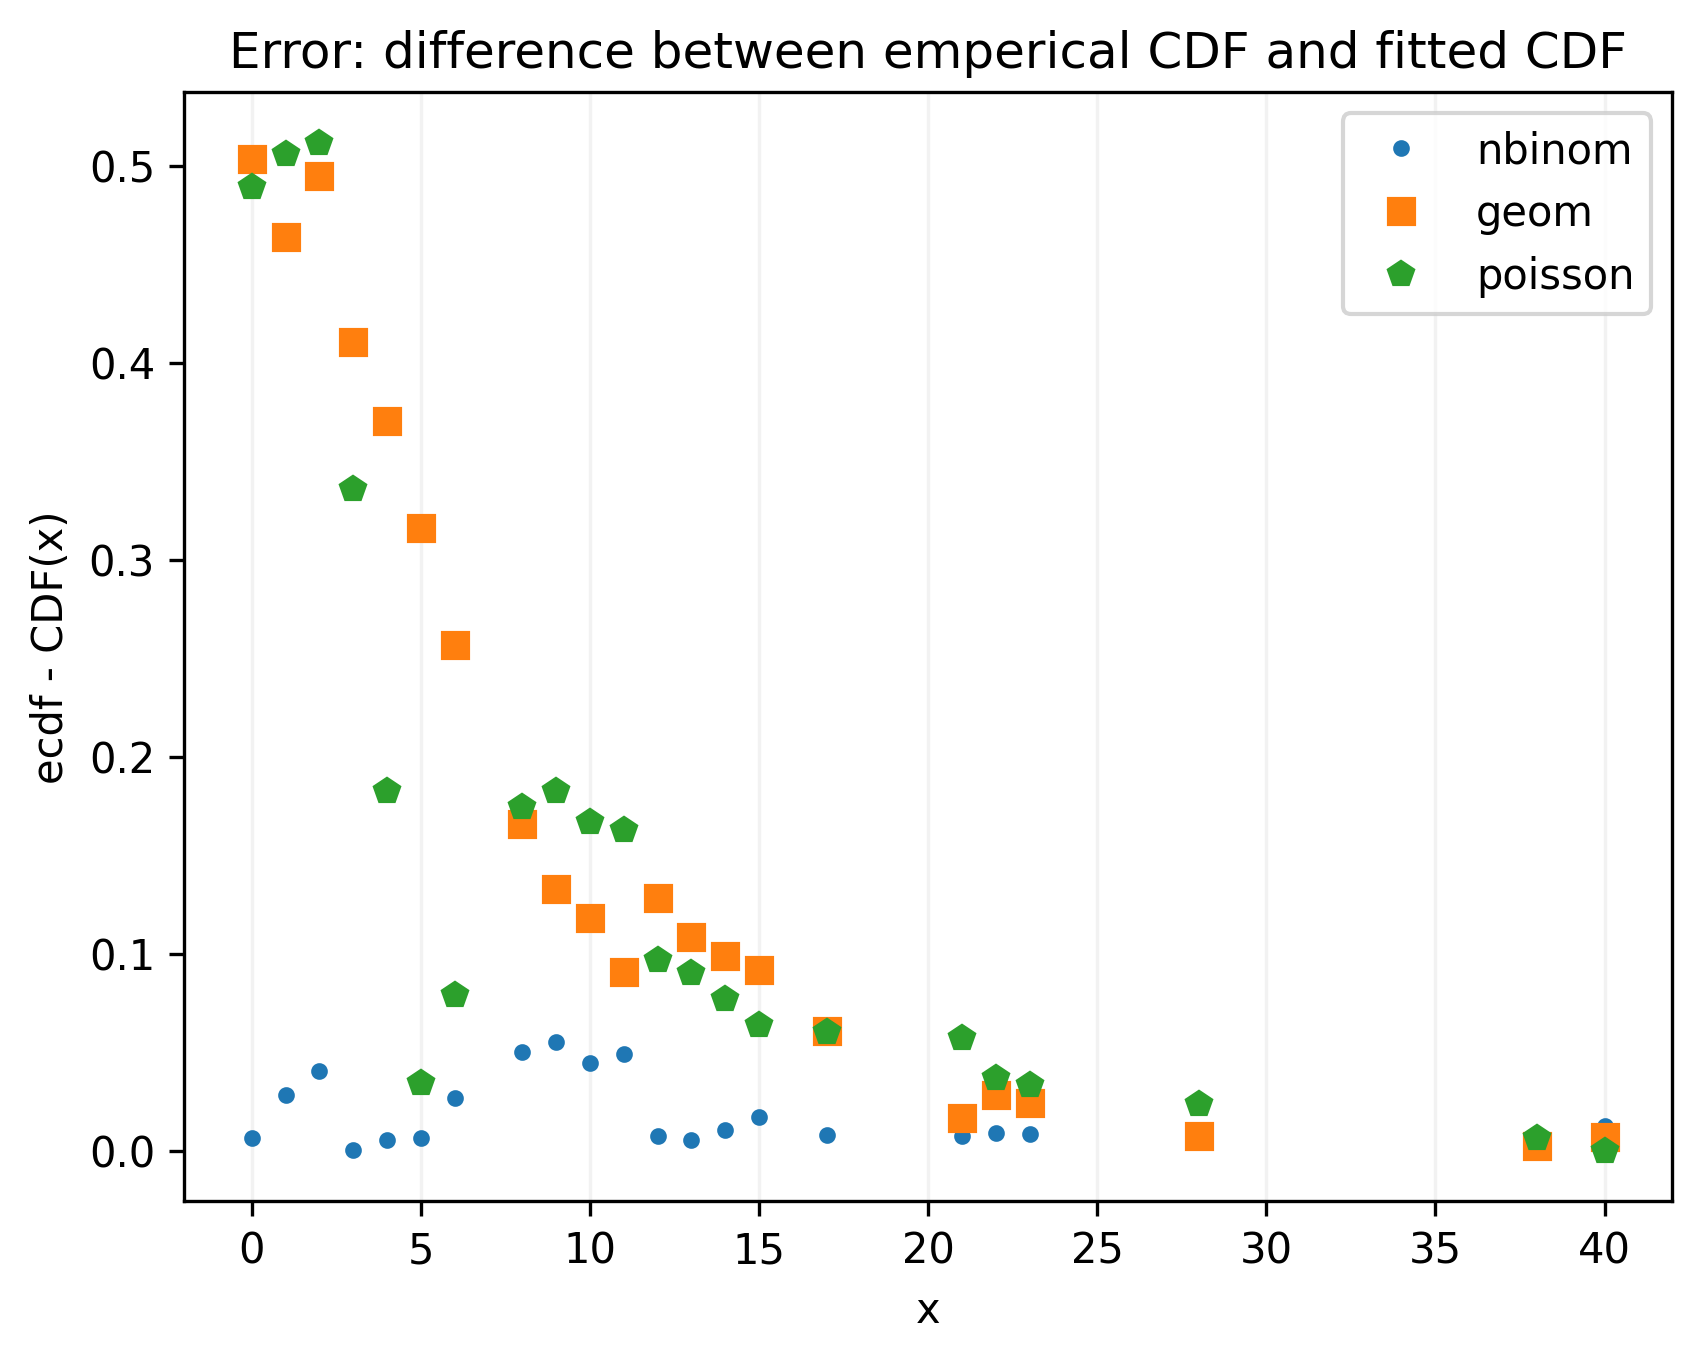 Error: difference between emperical CDF and fitted CDF
nbinom
geom
poisson
0.5
0.4
0.3
0.2
0.1
0.0
ecdf - CDF(x)
0 5 10 15 20 25 30 35 40
x